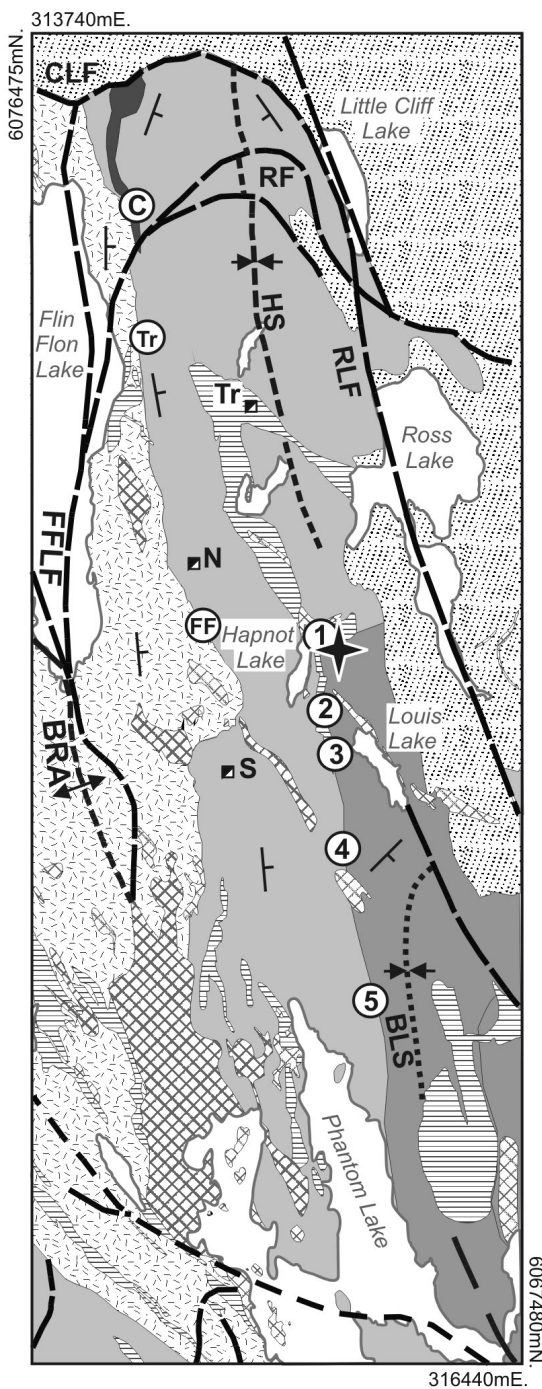 313740mE.
6076475mN.
CLF
Little Cliff
Lake
RF
C
HS
Flin
Flon
Lake
Tr
RLF
Tr
Ross
Lake
FFLF
N
FF
Hapnot
Lake
1
2
Louis
Lake
3
BRA
S
4
5
BLS
Phantom Lake
6067480mN.
316440mE.